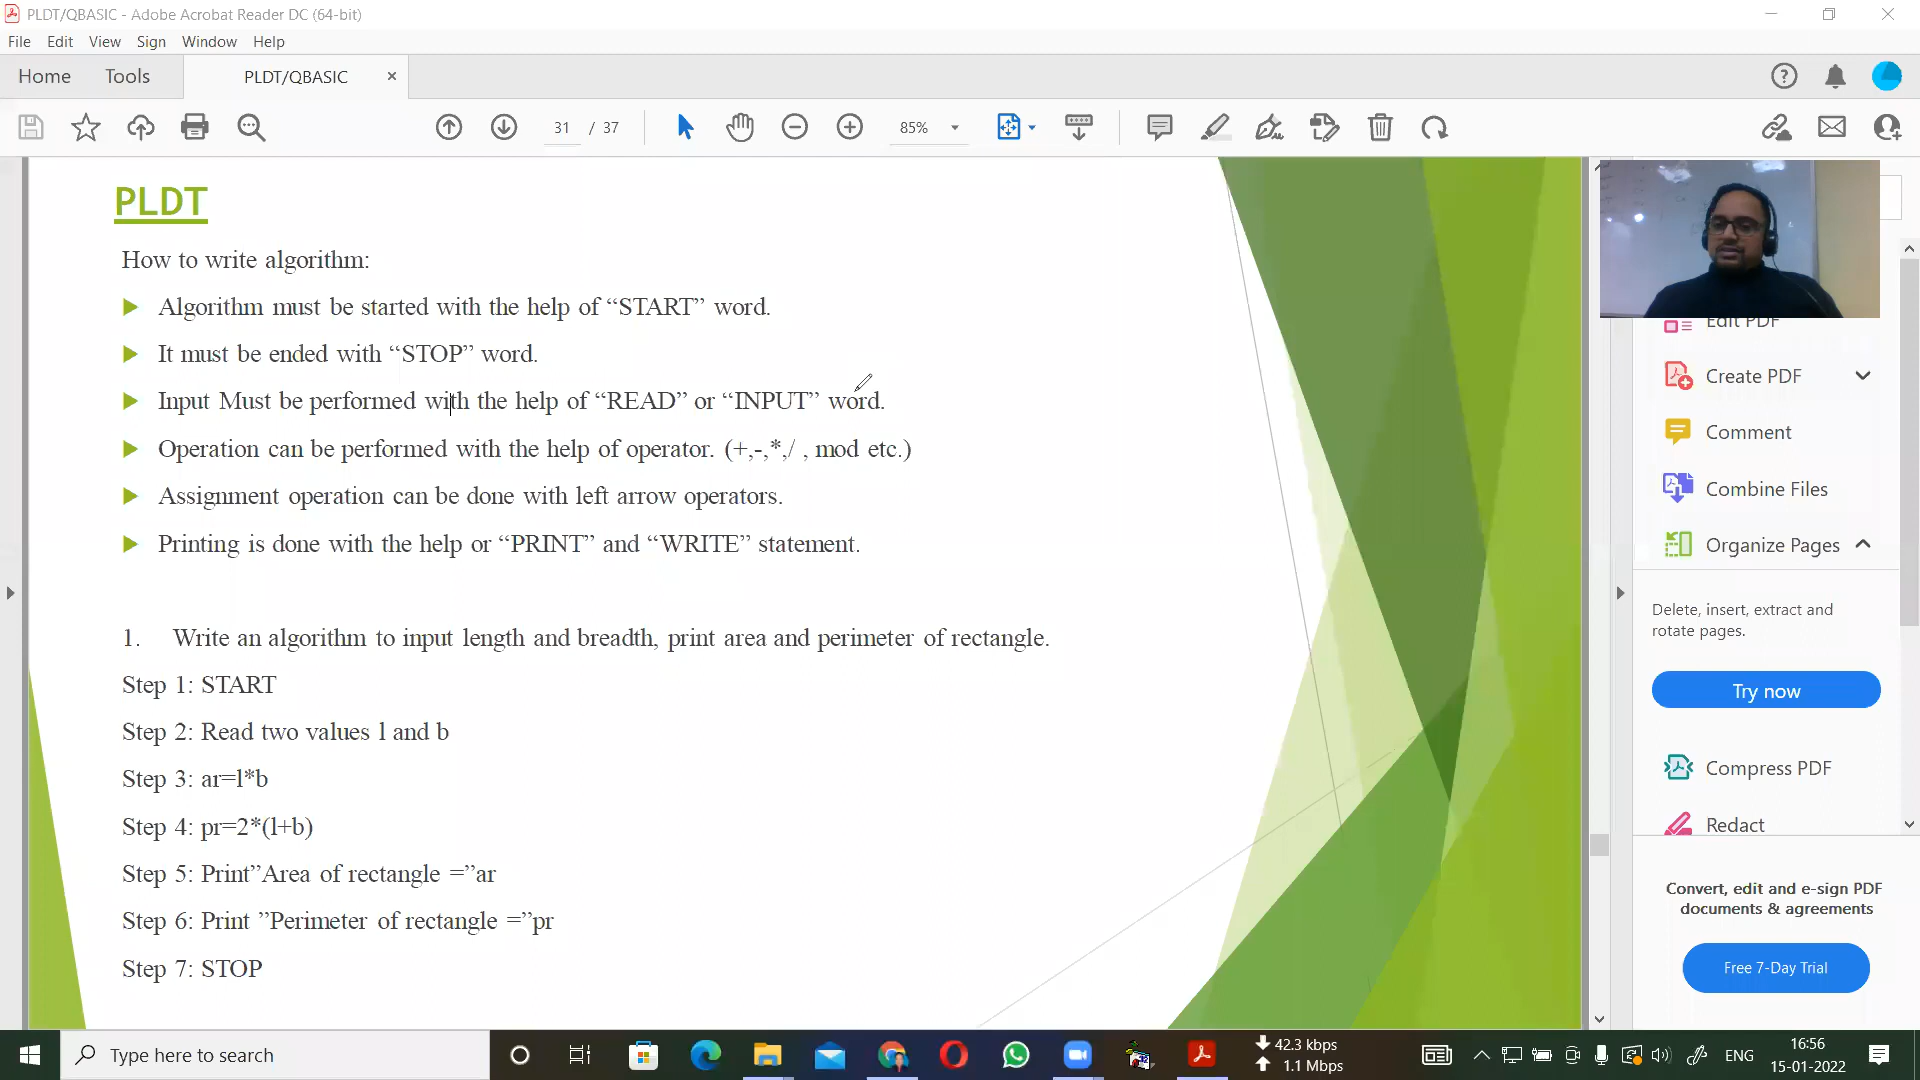 PLDT/QBASIC - Adobe Acrobat Reader DC (64-bit)
File Edit View Sign Window Help
Home Tools PLDT/QBASIC ×
31 / 37 85%
PLDT
How to write algorithm:
Algorithm must be started with the help of “START” word.
It must be ended with “STOP” word.
Input Must be performed with the help of “READ” or “INPUT” word.
Operation can be performed with the help of operator. (+,-,*,/ , mod etc.)
Assignment operation can be done with left arrow operators.
Printing is done with the help or “PRINT” and “WRITE” statement.
1. Write an algorithm to input length and breadth, print area and perimeter of rectangle.
Step 1: START
Step 2: Read two values l and b
Step 3: ar=l*b
Step 4: pr=2*(l+b)
Step 5: Print”Area of rectangle =”ar
Step 6: Print ”Perimeter of rectangle =”pr
Step 7: STOP
Edit PDF
Create PDF
Comment
Combine Files
Organize Pages
Delete, insert, extract and
rotate pages.
Try now
Compress PDF
Redact
Convert, edit and e-sign PDF
documents & agreements
Free 7-Day Trial
Type here to search
42.3 kbps
1.1 Mbps
ENG
16:56
15-01-2022